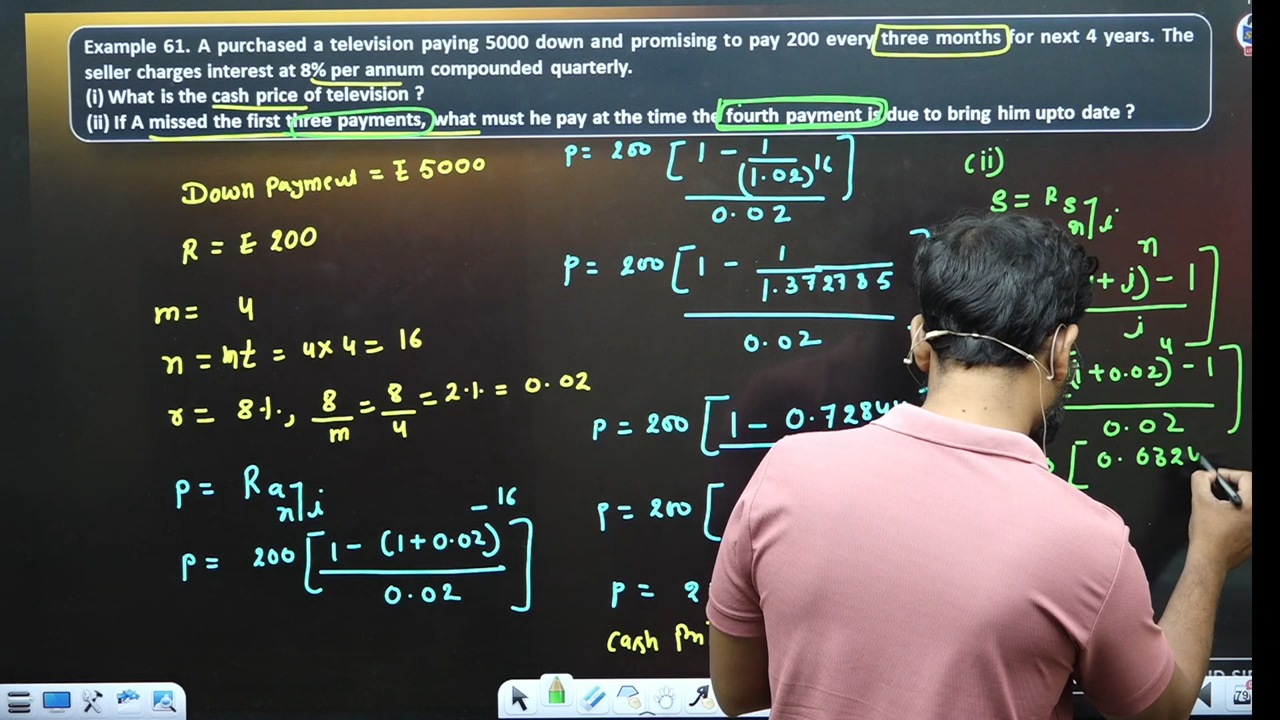 Example 61. A purchased a television paying 5000 down and promising to pay 200 every three months for next 4 years. The
seller charges interest at 8% per annum compounded quarterly.
(i) What is the cash price of television ?
(ii) If A missed the first three payments, what must he pay at the time the fourth payment is due to bring him upto date ?
Down Payment = ₹ 5000
R = ₹ 200
m = 4
n = mt = 4 × 4 = 16
r = 8%, 8/m = 8/4 = 2% = 0.02
P = R a n⌉i
P = 200 [1 - (1+0.02)^-16 / 0.02]
P = 200 [1 - 1/(1.02)^16 / 0.02]
P = 200 [1 - 1/1.372785 / 0.02]
P = 200 [1 - 0.7284
P = 200 [
P = 2
Cash
(ii)
S = R s n⌉i
+ i)^n - 1] / i
(1 + 0.02)^4 - 1] / 0.02
[0.0324
79